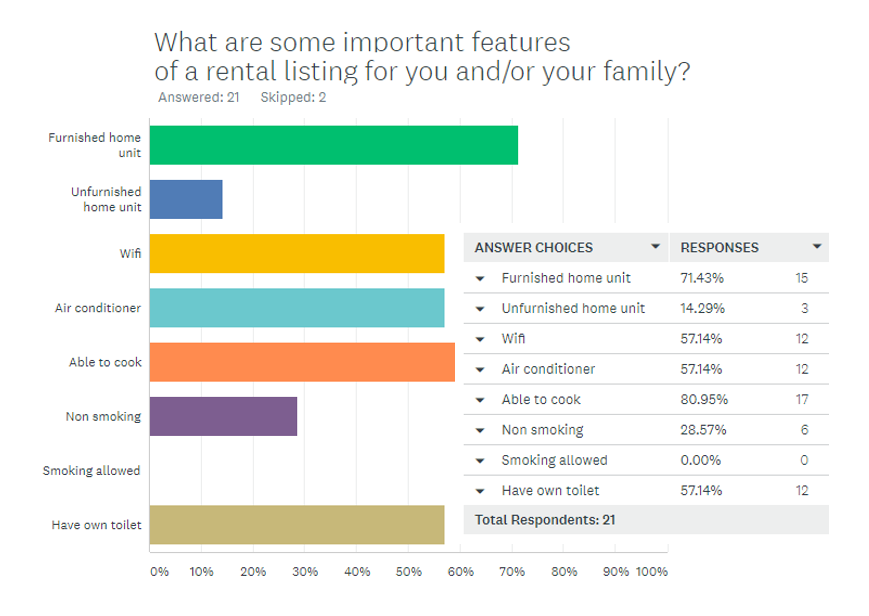 What are some important features
of a rental listing for you and/or your family?
Answered: 21 Skipped: 2
Furnished home
unit
Unfurnished
home unit
Wifi
Air conditioner
Able to cook
Non smoking
Smoking allowed
Have own toilet
0% 10% 20% 30% 40% 50% 60% 70% 80% 90% 100%
ANSWER CHOICES RESPONSES
Furnished home unit 71.43% 15
Unfurnished home unit 14.29% 3
Wifi 57.14% 12
Air conditioner 57.14% 12
Able to cook 80.95% 17
Non smoking 28.57% 6
Smoking allowed 0.00% 0
Have own toilet 57.14% 12
Total Respondents: 21